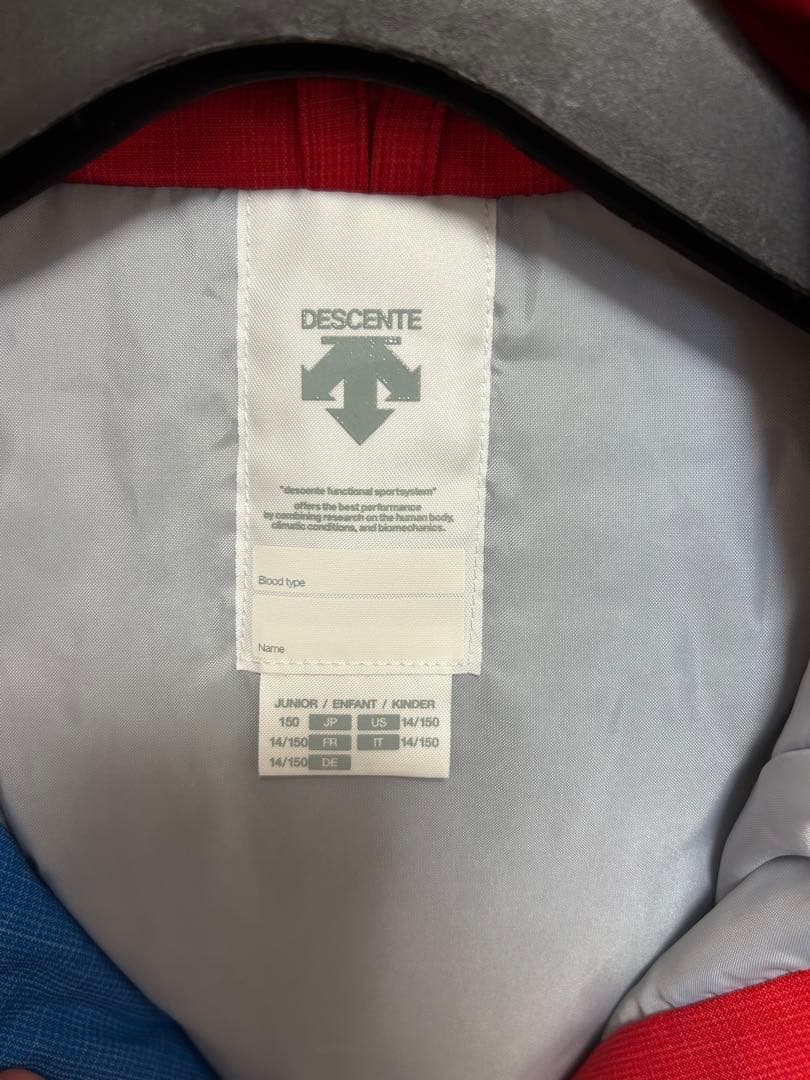 DESCENTE
"descente functional sportsystem"
offers the best performance
by combining research on the human body,
climatic conditions, and biomechanics.
Blood type
Name
JUNIOR / ENFANT / KINDER
150 JP US 14/150
14/150 FR IT 14/150
14/150 DE